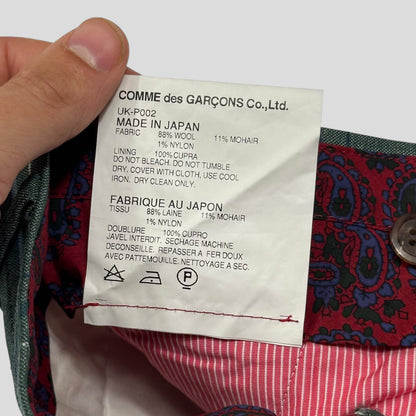 COMME des GARÇONS Co.,Ltd.
UK-P002
MADE IN JAPAN
FABRIC 88% WOOL 11% MOHAIR
1% NYLON
LINING 100% CUPRA
DO NOT BLEACH. DO NOT TUMBLE
DRY. COVER WITH CLOTH, USE COOL
IRON. DRY CLEAN ONLY.
FABRIQUE AU JAPON
TISSU 88% LAINE 11% MOHAIR
1% NYLON
DOUBLURE 100% CUPRO
JAVEL INTERDIT. SECHAGE MACHINE
DECONSEILLE. REPASSER A FER DOUX
AVEC PATTEMOUILLE. NETTOYAGE A SEC.
P